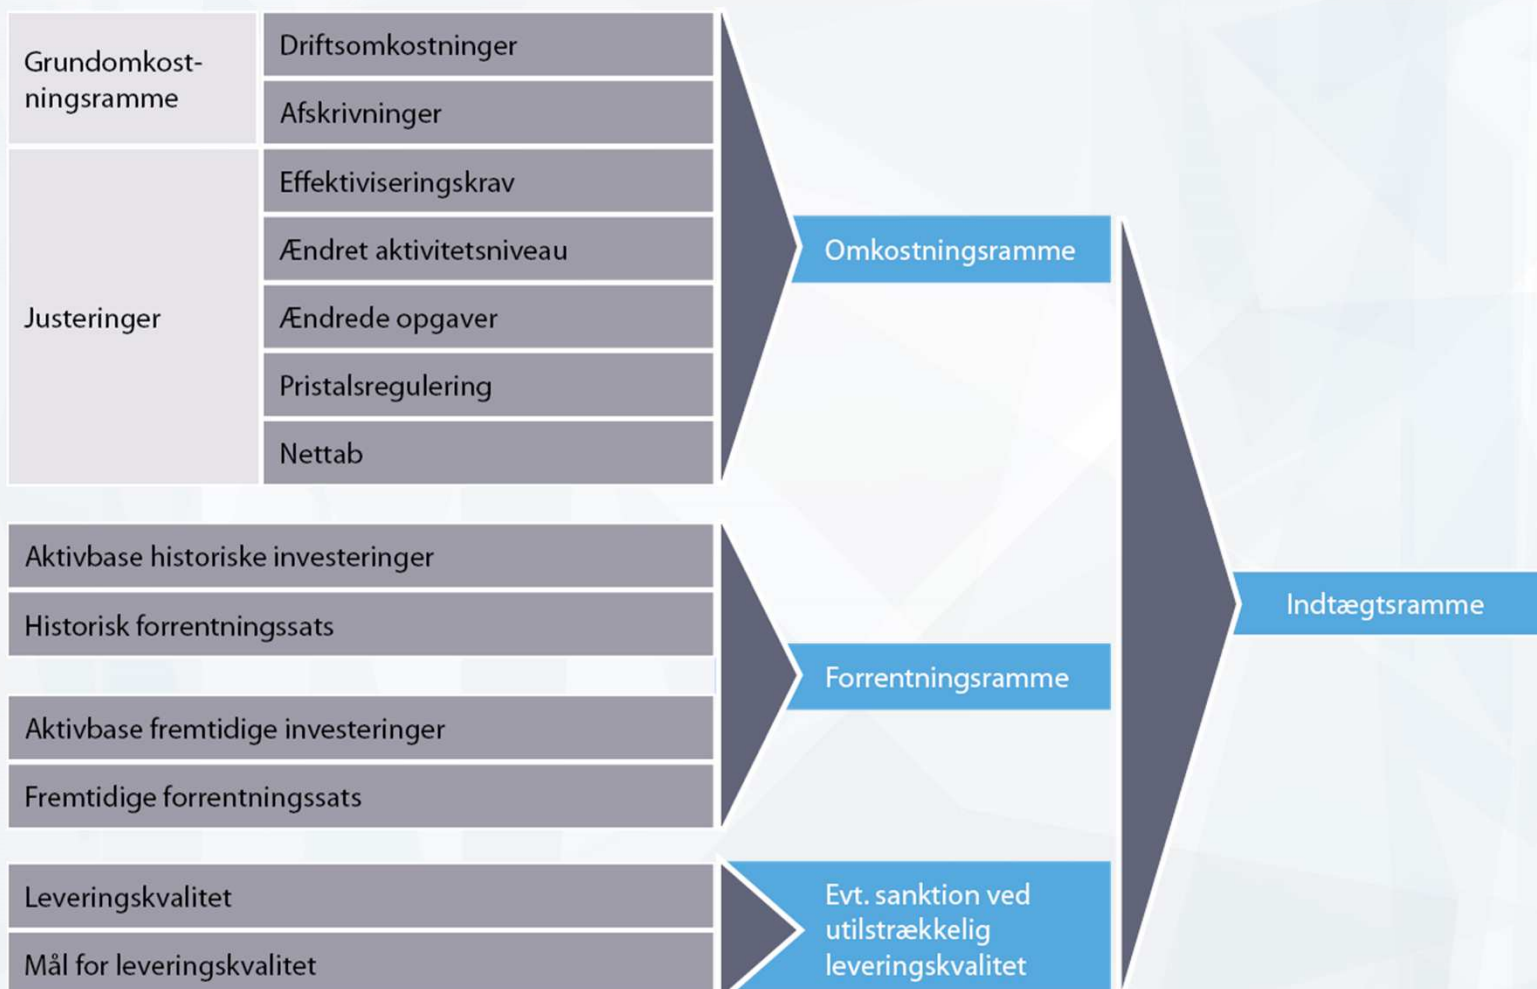 Grundomkost-
ningsramme
Driftsomkostninger
Afskrivninger
Justeringer
Effektiviseringskrav
Ændret aktivitetsniveau
Ændrede opgaver
Pristalsregulering
Nettab
Omkostningsramme
Aktivbase historiske investeringer
Historisk forrentningssats
Aktivbase fremtidige investeringer
Fremtidige forrentningssats
Forrentningsramme
Leveringskvalitet
Mål for leveringskvalitet
Evt. sanktion ved
utilstrækkelig
leveringskvalitet
Indtægtsramme